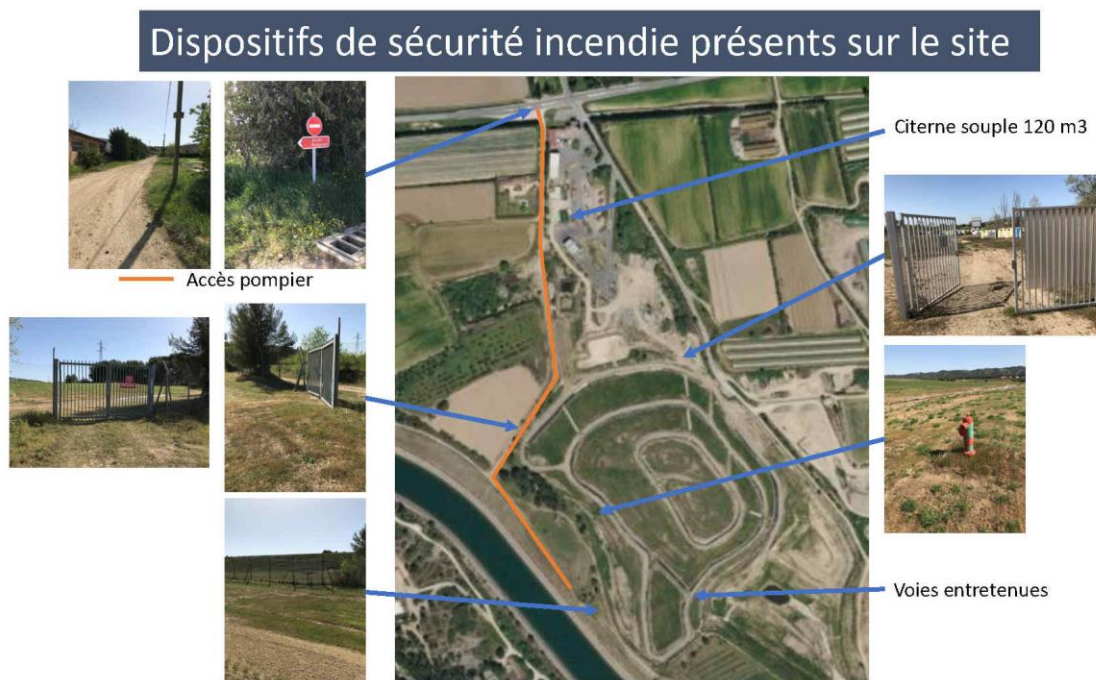 Dispositifs de sécurité incendie présents sur le site
Citerne souple 120 m3
Accès pompier
Voies entretenues